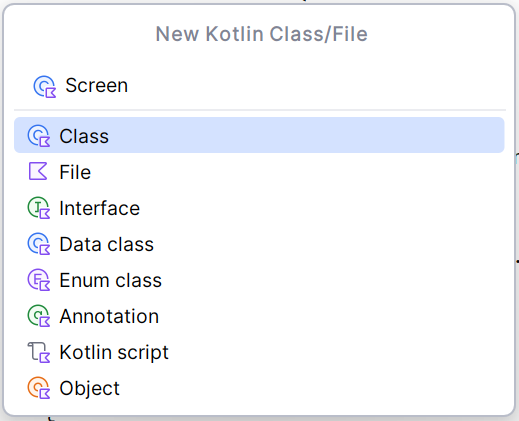 New Kotlin Class/File
Screen
Class
File
Interface
Data class
Enum class
Annotation
Kotlin script
Object